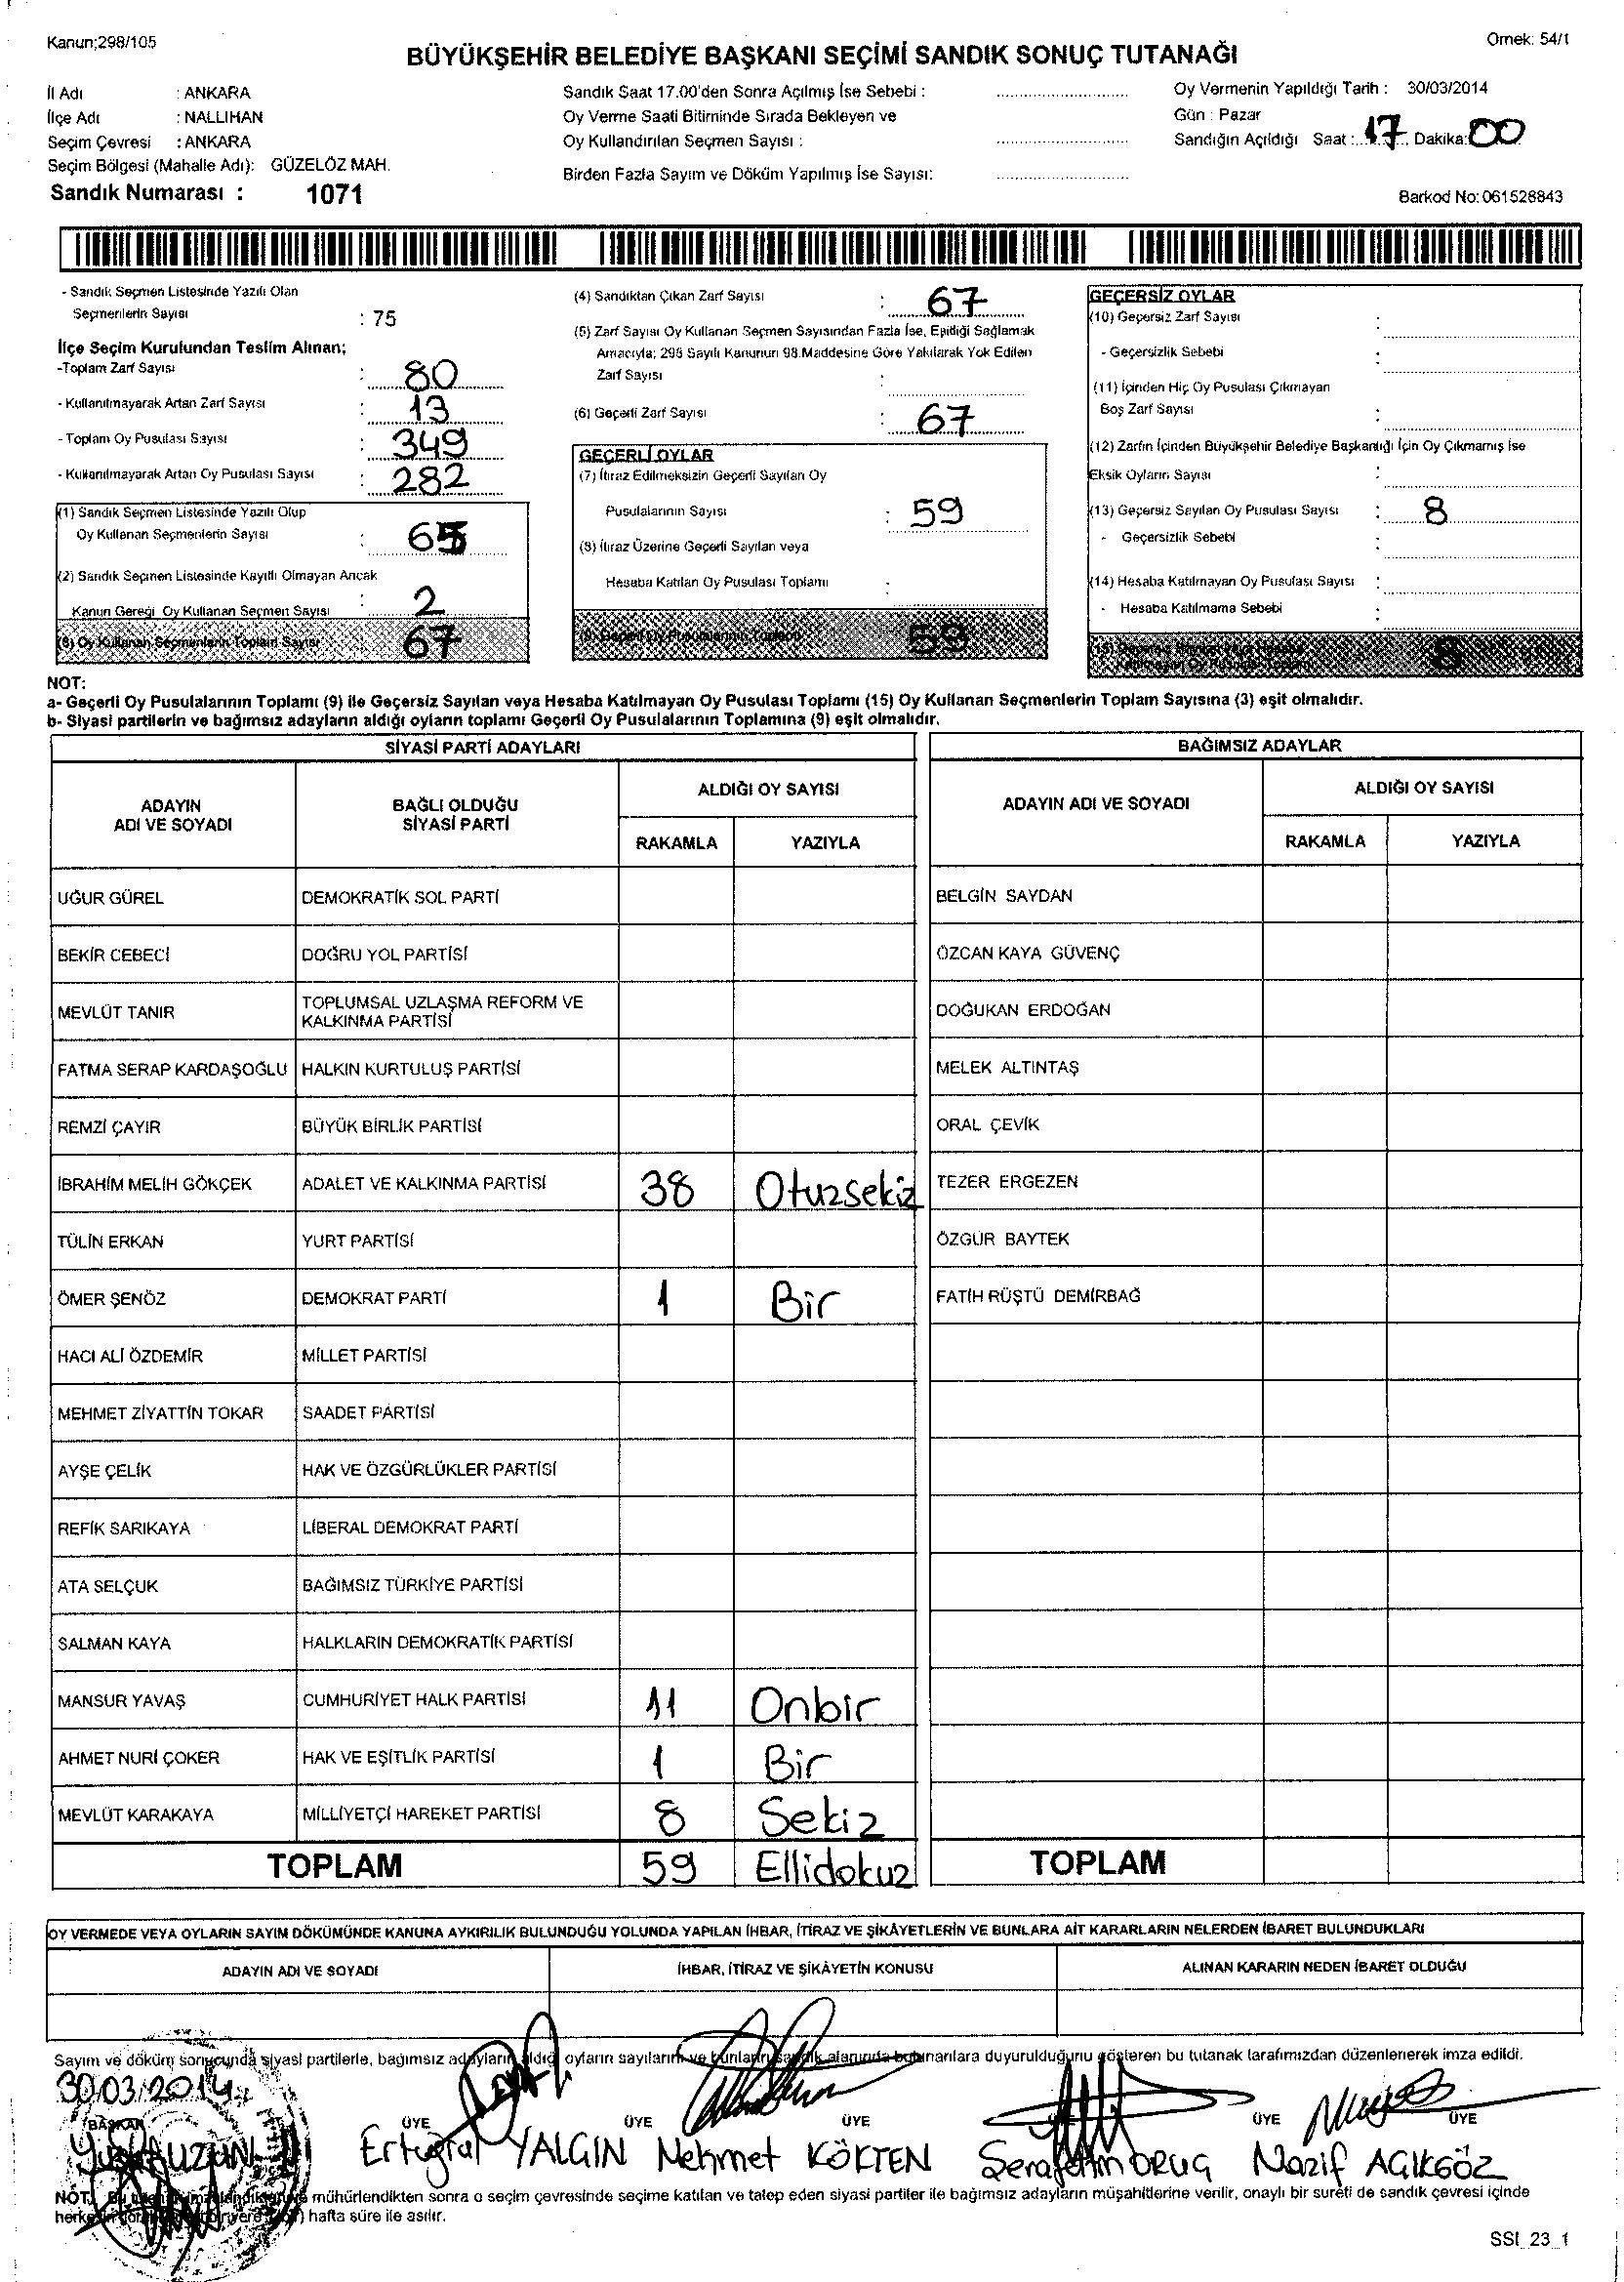 Kanun;298/105
Örnek: 54/1
BÜYÜKŞEHİR BELEDİYE BAŞKANI SEÇİMİ SANDIK SONUÇ TUTANAĞI
İl Adı : ANKARA
İlçe Adı : NALLIHAN
Seçim Çevresi : ANKARA
Seçim Bölgesi (Mahalle Adı): GÜZELÖZ MAH.
Sandık Numarası : 1071
Sandık Saat 17.00'den Sonra Açılmış İse Sebebi :
Oy Verme Saati Bitiminde Sırada Bekleyen ve
Oy Kullandırılan Seçmen Sayısı :
Birden Fazla Sayım ve Döküm Yapılmış İse Sayısı:
Oy Vermenin Yapıldığı Tarih : 30/03/2014
Gün : Pazar
Sandığın Açıldığı Saat : 17 Dakika: 00
Barkod No: 061528843
- Sandık Seçmen Listesinde Yazılı Olan
Seçmenlerin Sayısı : 75
İlçe Seçim Kurulundan Teslim Alınan;
-Toplam Zarf Sayısı : 80
- Kullanılmayarak Artan Zarf Sayısı : 13
- Toplam Oy Pusulası Sayısı : 349
- Kullanılmayarak Artan Oy Pusulası Sayısı : 282
(1) Sandık Seçmen Listesinde Yazılı Olup
Oy Kullanan Seçmenlerin Sayısı : 65
(2) Sandık Seçmen Listesinde Kayıtlı Olmayan Ancak
Kanun Gereği Oy Kullanan Seçmen Sayısı : 2
(3) Oy Kullanan Seçmenlerin Toplam Sayısı 67
(4) Sandıktan Çıkan Zarf Sayısı : 67
(5) Zarf Sayısı Oy Kullanan Seçmen Sayısından Fazla İse, Eşitliği Sağlamak
Amacıyla; 298 Sayılı Kanunun 98.Maddesine Göre Yakılarak Yok Edilen
Zarf Sayısı :
(6) Geçerli Zarf Sayısı : 67
GEÇERLİ OYLAR
(7) İtiraz Edilmeksizin Geçerli Sayılan Oy
Pusulalarının Sayısı : 59
(8) İtiraz Üzerine Geçerli Sayılan veya
Hesaba Katılan Oy Pusulası Toplamı :
(9) Geçerli Oy Pusulalarının Toplamı 59
GEÇERSİZ OYLAR
(10) Geçersiz Zarf Sayısı :
- Geçersizlik Sebebi :
(11) İçinden Hiç Oy Pusulası Çıkmayan
Boş Zarf Sayısı :
(12) Zarfın İçinden Büyükşehir Belediye Başkanlığı İçin Oy Çıkmamış İse
Eksik Oyların Sayısı :
(13) Geçersiz Sayılan Oy Pusulası Sayısı : 8
- Geçersizlik Sebebi :
(14) Hesaba Katılmayan Oy Pusulası Sayısı :
- Hesaba Katılmama Sebebi :
(15) Geçersiz Sayılan veya Hesaba
Katılmayan Oy Pusulası Toplamı 8
NOT:
a- Geçerli Oy Pusulalarının Toplamı (9) ile Geçersiz Sayılan veya Hesaba Katılmayan Oy Pusulası Toplamı (15) Oy Kullanan Seçmenlerin Toplam Sayısına (3) eşit olmalıdır.
b- Siyasi partilerin ve bağımsız adayların aldığı oyların toplamı Geçerli Oy Pusulalarının Toplamına (9) eşit olmalıdır.
SİYASİ PARTİ ADAYLARI
BAĞIMSIZ ADAYLAR
ADAYIN
ADI VE SOYADI
BAĞLI OLDUĞU
SİYASİ PARTİ
ALDIĞI OY SAYISI
RAKAMLA YAZIYLA
ADAYIN ADI VE SOYADI
ALDIĞI OY SAYISI
RAKAMLA YAZIYLA
UĞUR GÜREL DEMOKRATİK SOL PARTİ BELGİN SAYDAN
BEKİR CEBECİ DOĞRU YOL PARTİSİ ÖZCAN KAYA GÜVENÇ
MEVLÜT TANIR TOPLUMSAL UZLAŞMA REFORM VE
KALKINMA PARTİSİ DOĞUKAN ERDOĞAN
FATMA SERAP KARDAŞOĞLU HALKIN KURTULUŞ PARTİSİ MELEK ALTINTAŞ
REMZİ ÇAYIR BÜYÜK BİRLİK PARTİSİ ORAL ÇEVİK
İBRAHİM MELİH GÖKÇEK ADALET VE KALKINMA PARTİSİ 38 Otuzsekiz TEZER ERGEZEN
TÜLİN ERKAN YURT PARTİSİ ÖZGÜR BAYTEK
ÖMER ŞENÖZ DEMOKRAT PARTİ 1 Bir FATİH RÜŞTÜ DEMİRBAĞ
HACI ALİ ÖZDEMİR MİLLET PARTİSİ
MEHMET ZİYATTİN TOKAR SAADET PARTİSİ
AYŞE ÇELİK HAK VE ÖZGÜRLÜKLER PARTİSİ
REFİK SARIKAYA LİBERAL DEMOKRAT PARTİ
ATA SELÇUK BAĞIMSIZ TÜRKİYE PARTİSİ
SALMAN KAYA HALKLARIN DEMOKRATİK PARTİSİ
MANSUR YAVAŞ CUMHURİYET HALK PARTİSİ 11 Onbir
AHMET NURİ ÇOKER HAK VE EŞİTLİK PARTİSİ 1 Bir
MEVLÜT KARAKAYA MİLLİYETÇİ HAREKET PARTİSİ 8 Sekiz
TOPLAM 59 Ellidokuz TOPLAM
OY VERMEDE VEYA OYLARIN SAYIM DÖKÜMÜNDE KANUNA AYKIRILIK BULUNDUĞU YOLUNDA YAPILAN İHBAR, İTİRAZ VE ŞİKÂYETLERİN VE BUNLARA AİT KARARLARIN NELERDEN İBARET BULUNDUKLARI
ADAYIN ADI VE SOYADI İHBAR, İTİRAZ VE ŞİKÂYETİN KONUSU ALINAN KARARIN NEDEN İBARET OLDUĞU
Sayım ve döküm sonucunda siyasi partilerle, bağımsız adayların aldığı oyların sayılarını ve bunların sandık alanında bulunanlara duyurulduğunu gösteren bu tutanak tarafımızdan düzenlenerek imza edildi.
30.03.2014
BAŞKAN ÜYE ÜYE ÜYE ÜYE ÜYE
UZUN Ertuğral YALGIN Mehmet KÖKTEN Serafettin ORUG Nazif AGIKGÖZ
NOT: mühürlendikten sonra o seçim çevresinde seçime katılan ve talep eden siyasi partiler ile bağımsız adayların müşahitlerine verilir, onaylı bir sureti de sandık çevresi içinde
hafta süre ile asılır.
SSI_23_1